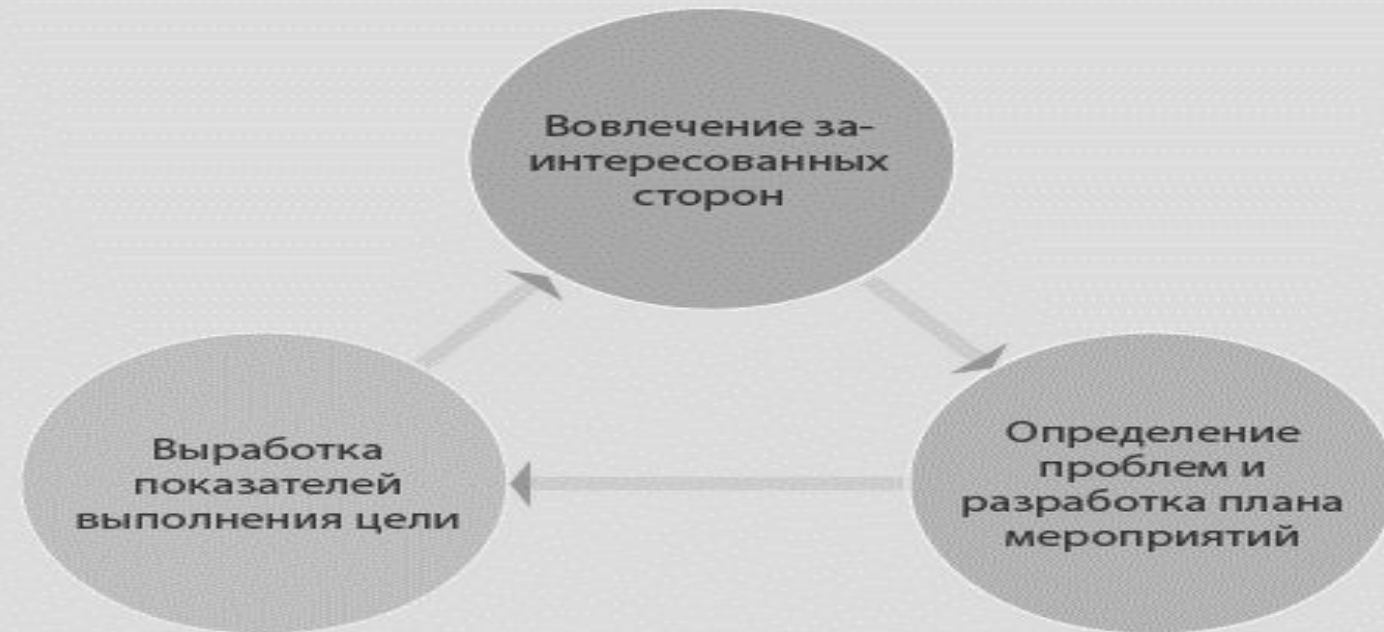 Вовлечение за-
интересованных
сторон
Выработка
показателей
выполнения цели
Определение
проблем и
разработка плана
мероприятий